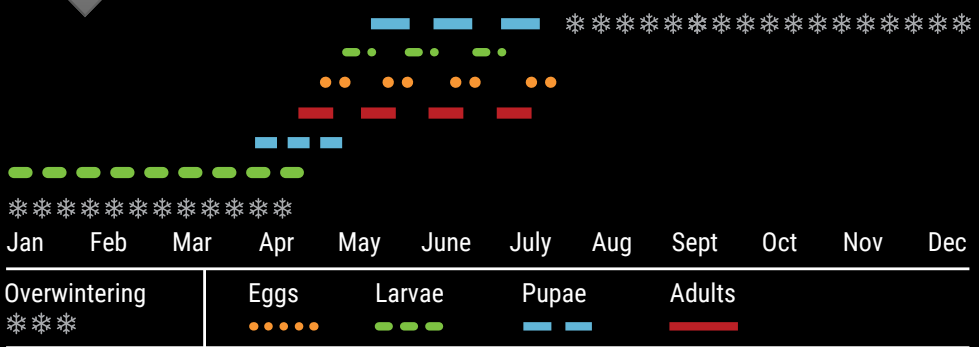 Jan Feb Mar Apr May June July Aug Sept Oct Nov Dec
Overwintering Eggs Larvae Pupae Adults